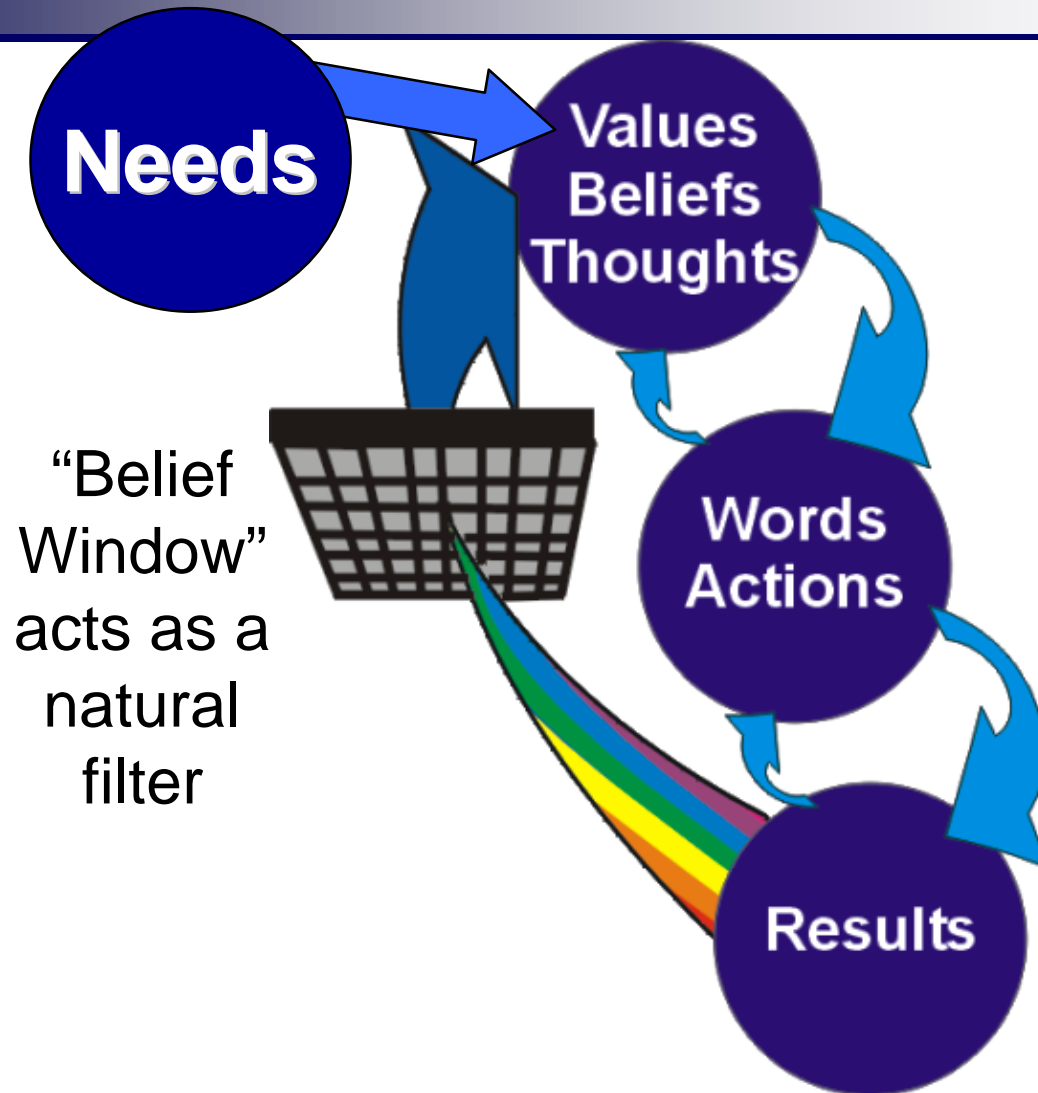 Needs
Values
Beliefs
Thoughts
“Belief
Window”
acts as a
natural
filter
Words
Actions
Results